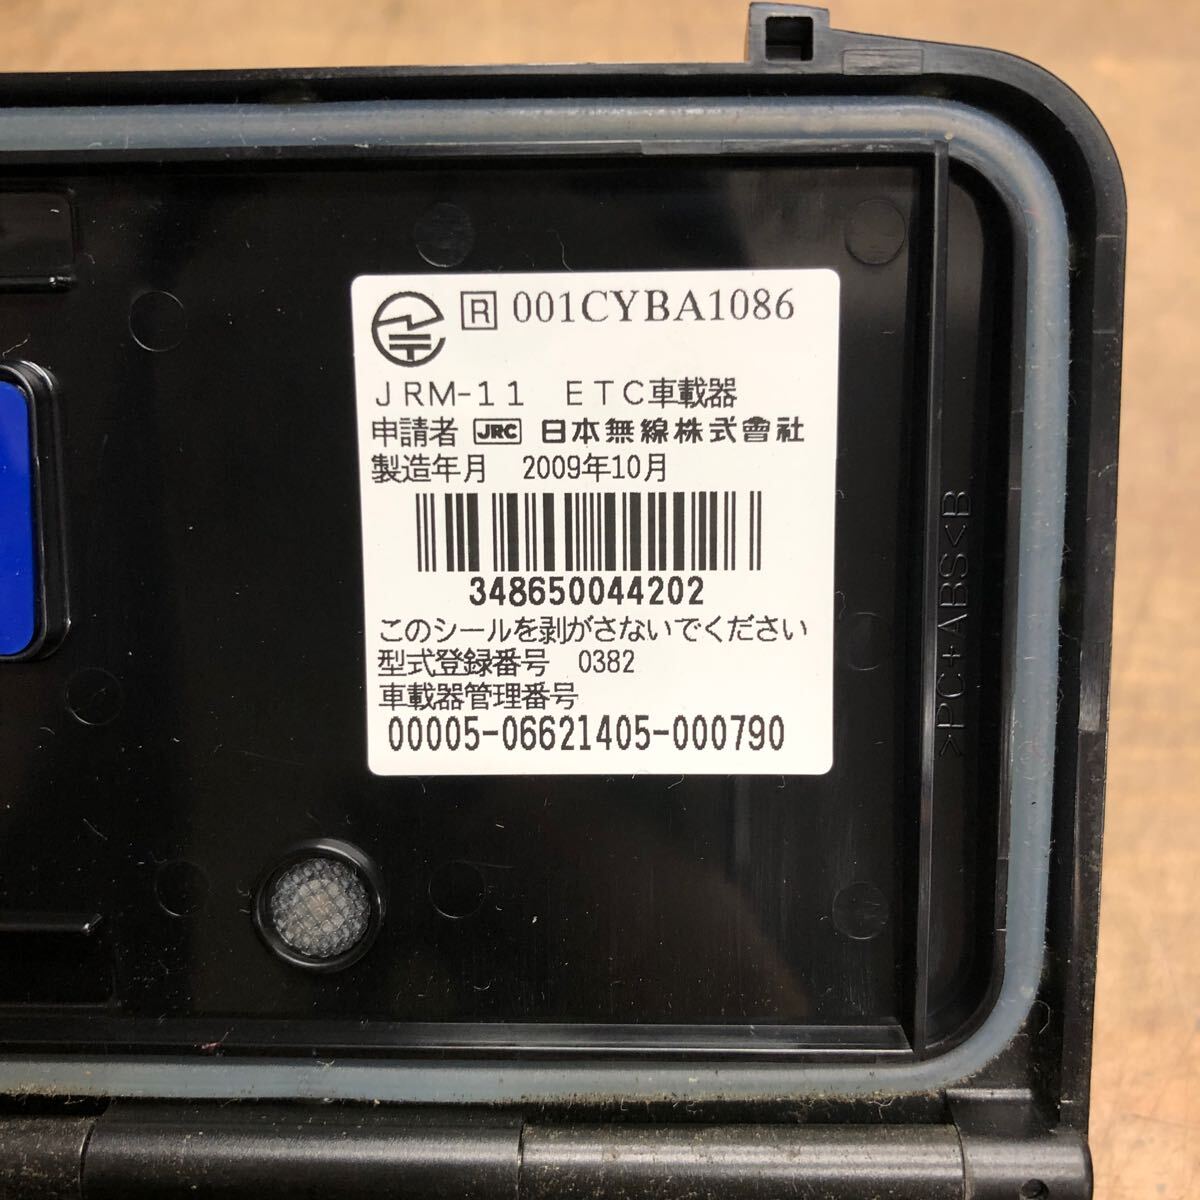 R 001CYBA1086
JRM-11 ETC車載器
申請者 JRC 日本無線株式會社
製造年月 2009年10月
348650044202
このシールを剥がさないでください
型式登録番号 0382
車載器管理番号
00005-06621405-000790
>PC+ABS<B